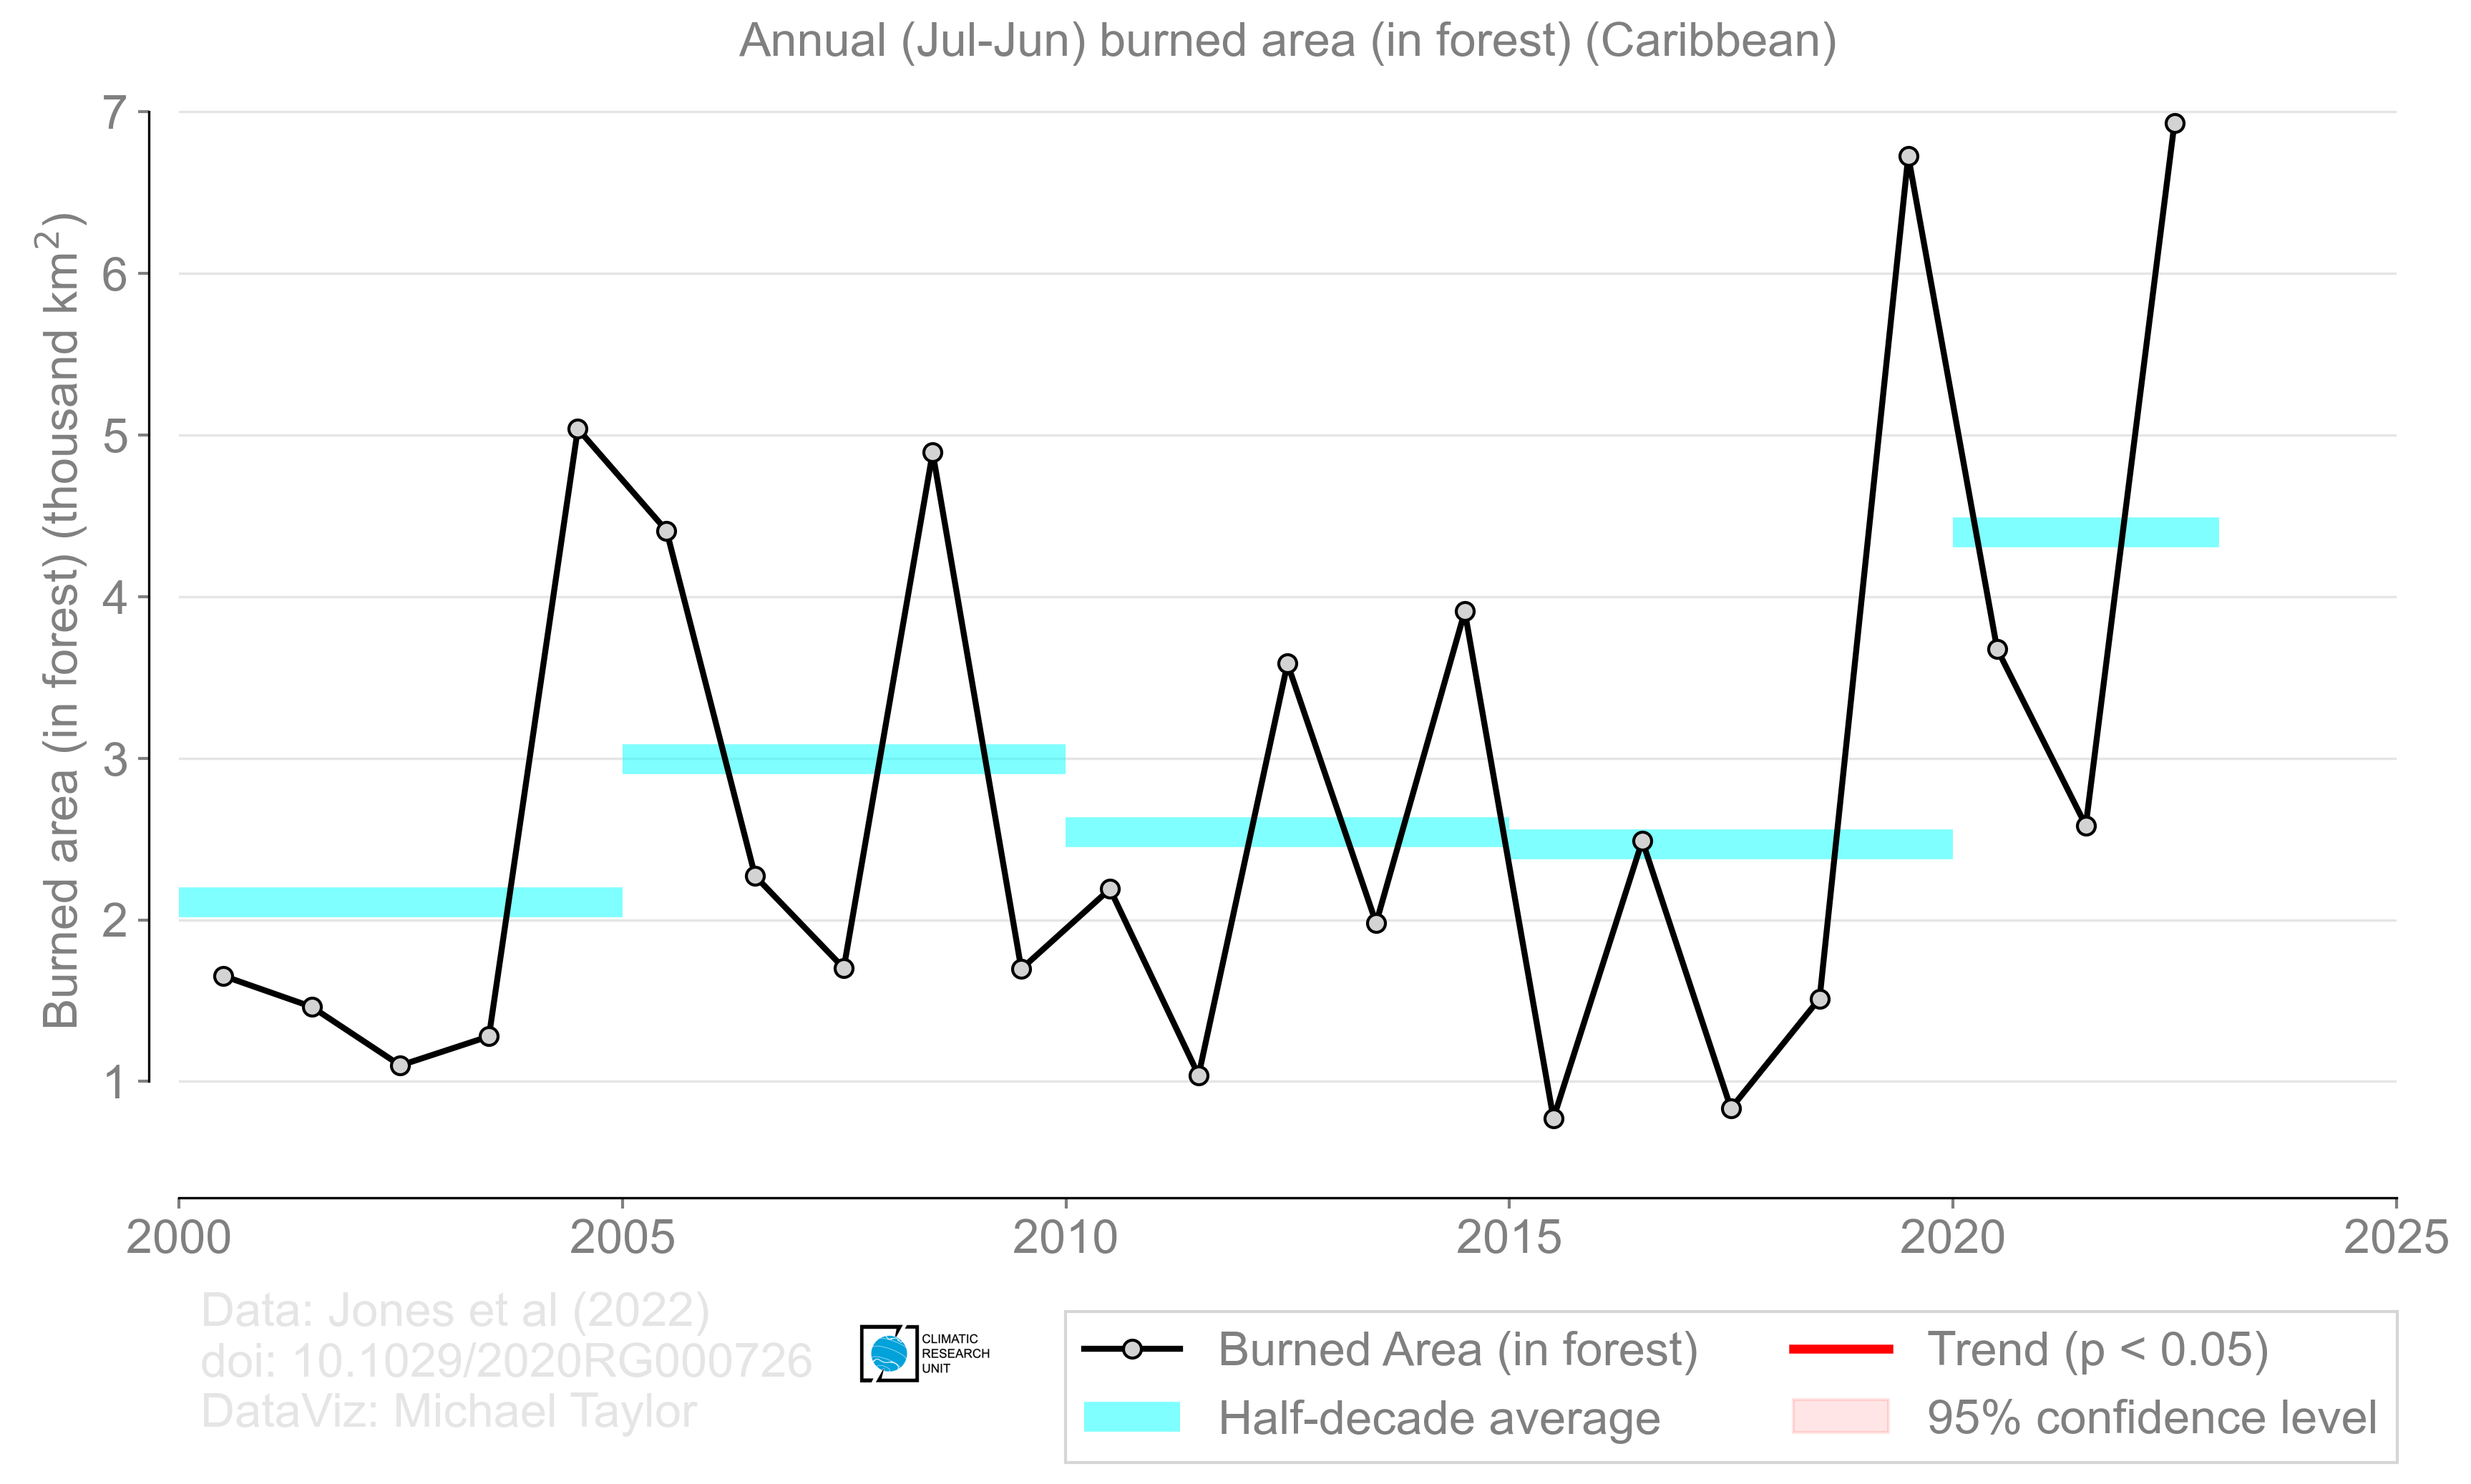 Annual (Jul-Jun) burned area (in forest) (Caribbean)
Burned area (in forest) (thousand km²)
7
6
5
4
3
2
1
2000 2005 2010 2015 2020 2025
Data: Jones et al (2022)
doi: 10.1029/2020RG000726
DataViz: Michael Taylor
CLIMATIC
RESEARCH
UNIT
Burned Area (in forest)
Half-decade average
Trend (p < 0.05)
95% confidence level